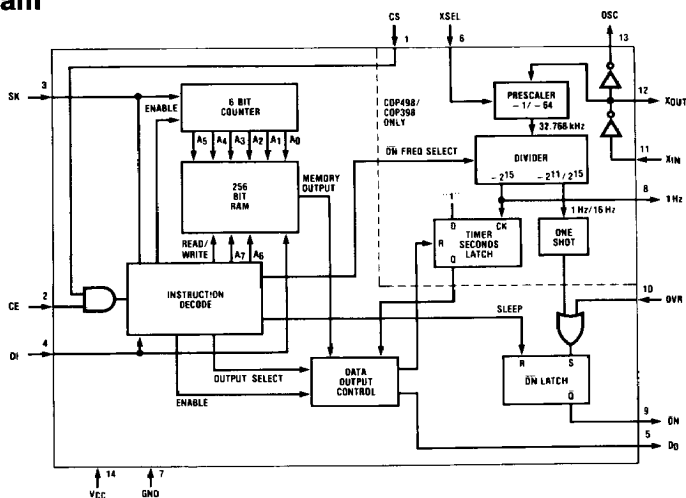 am
CS
XSEL
OSC
1
6
13
SK
3
ENABLE
6 BIT
COUNTER
COP498/
COP398
ONLY
PRESCALER
÷1/÷64
12
XOUT
A5 A4 A3 A2 A1 A0
32.768 kHz
ŌN FREQ SELECT
DIVIDER
-2^15
-2^11/2^15
11
XIN
256
BIT
RAM
MEMORY
OUTPUT
8
1 Hz
"1"
D
CK
R
TIMER
SECONDS
LATCH
Q
1 Hz/16 Hz
ONE
SHOT
READ/
WRITE
A7
A6
INSTRUCTION
DECODE
10
OVR
CE
2
SLEEP
DI
4
OUTPUT SELECT
ENABLE
DATA
OUTPUT
CONTROL
R
S
ŌN LATCH
Q̄
9
ŌN
5
DO
14
VCC
7
GND